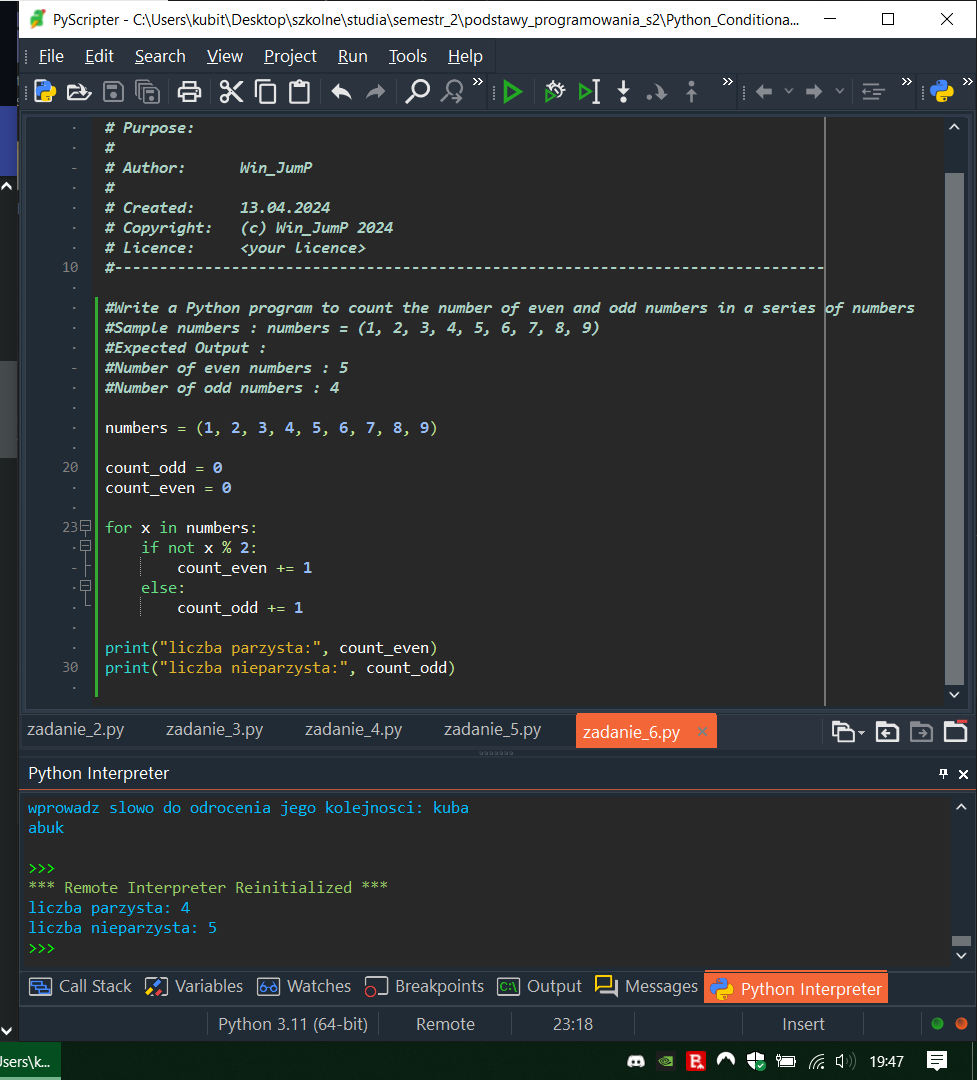 PyScripter - C:\Users\kubit\Desktop\szkolne\studia\semestr_2\podstawy_programowania_s2\Python_Conditiona...
File Edit Search View Project Run Tools Help
# Purpose:
#
# Author:      Win_JumP
#
# Created:     13.04.2024
# Copyright:   (c) Win_JumP 2024
# Licence:     <your licence>
10 #-------------------------------------------------------------------------------
#Write a Python program to count the number of even and odd numbers in a series of numbers
#Sample numbers : numbers = (1, 2, 3, 4, 5, 6, 7, 8, 9)
#Expected Output :
#Number of even numbers : 5
#Number of odd numbers : 4
numbers = (1, 2, 3, 4, 5, 6, 7, 8, 9)
20 count_odd = 0
count_even = 0
23 for x in numbers:
    if not x % 2:
        count_even += 1
    else:
        count_odd += 1
print("liczba parzysta:", count_even)
30 print("liczba nieparzysta:", count_odd)
zadanie_2.py zadanie_3.py zadanie_4.py zadanie_5.py zadanie_6.py ×
Python Interpreter
wprowadz slowo do odrocenia jego kolejnosci: kuba
abuk
>>>
*** Remote Interpreter Reinitialized ***
liczba parzysta: 4
liczba nieparzysta: 5
>>>
Call Stack Variables Watches Breakpoints C:\ Output Messages Python Interpreter
Python 3.11 (64-bit) Remote 23:18 Insert
Users\k... 19:47